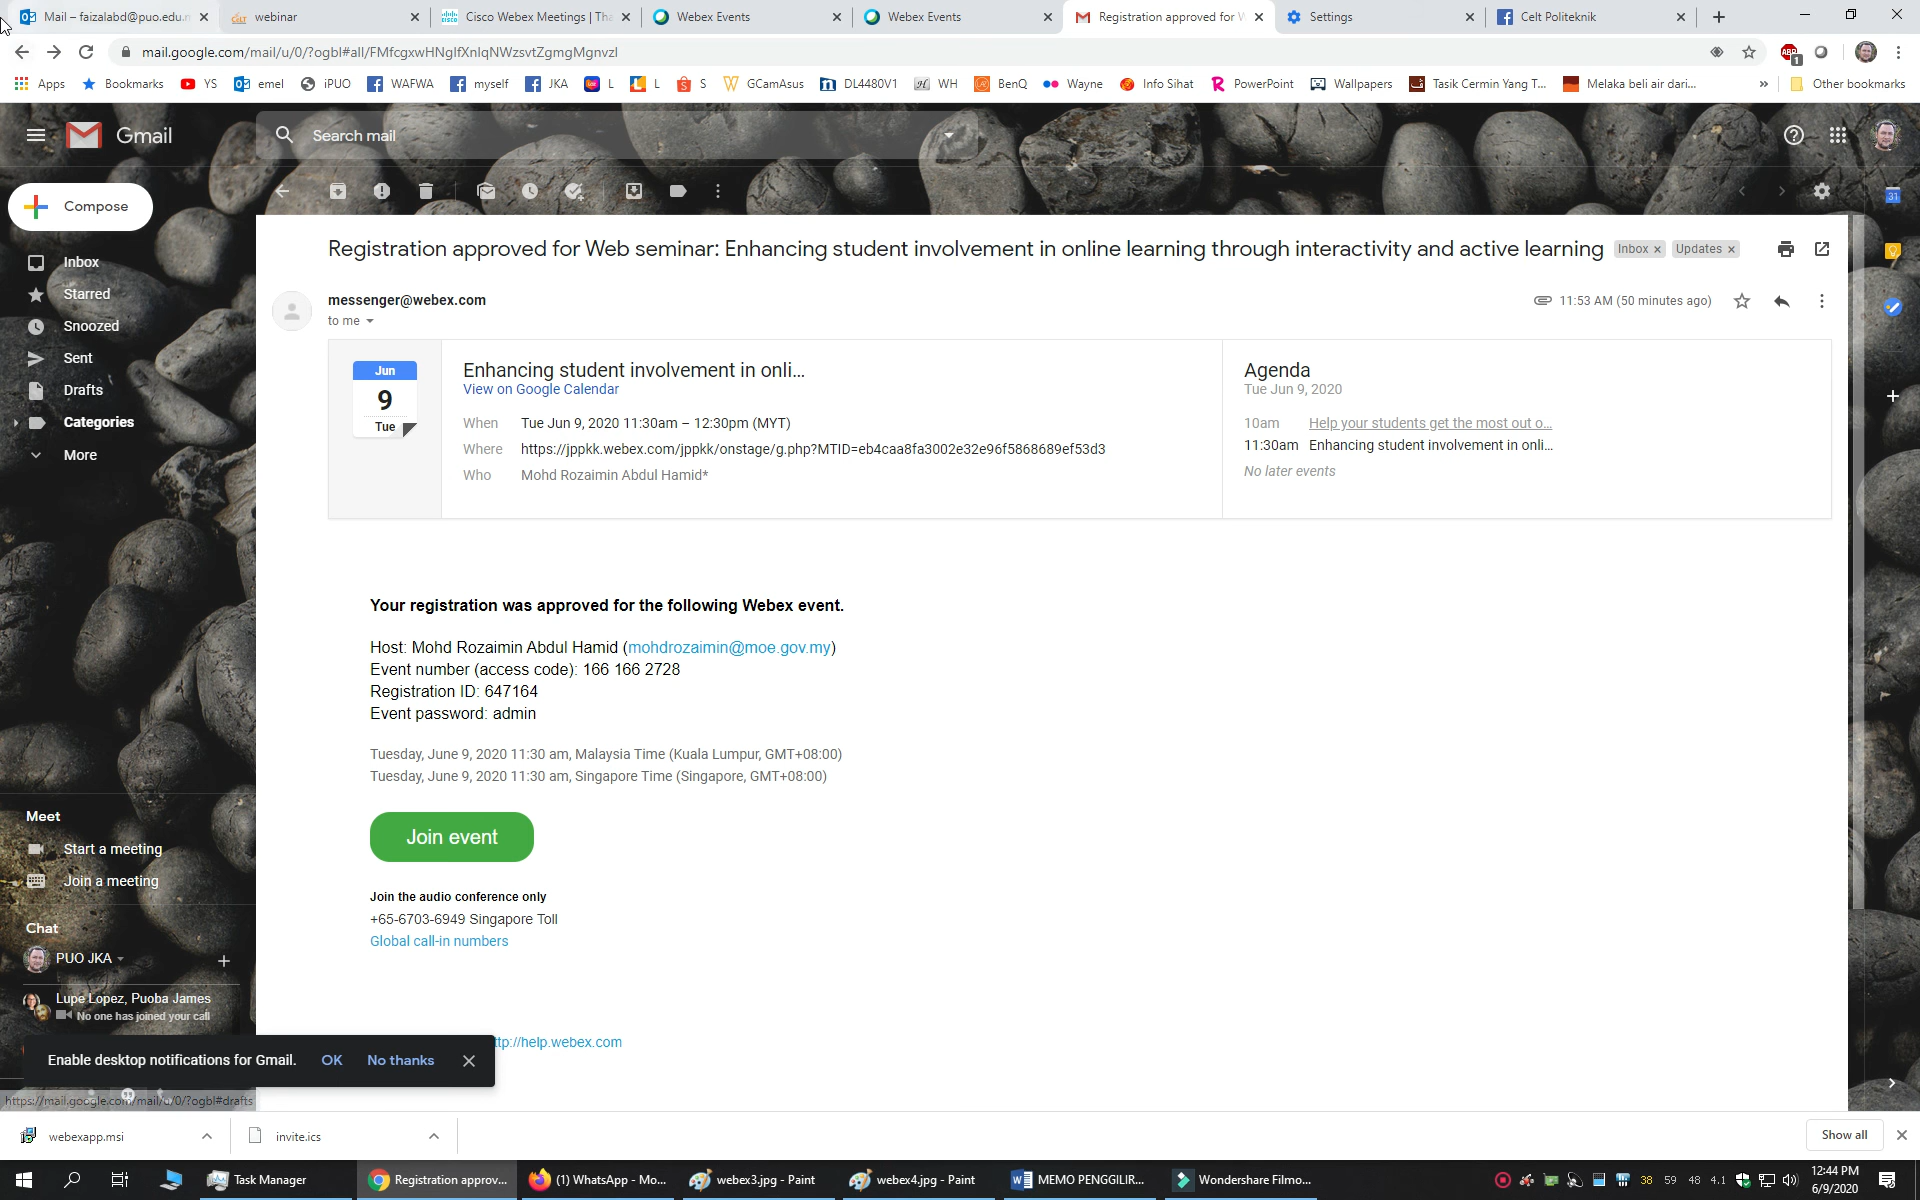 Mail – faizalabd@puo.edu.n
webinar
Cisco Webex Meetings | Tha
Webex Events
Webex Events
Registration approved for W
Settings
Celt Politeknik
mail.google.com/mail/u/0/?ogbl#all/FMfcgxwHNglfXnlqNWzsvtZgmgMgnvzl
ABP
1
Apps
Bookmarks
YS
emel
iPUO
WAFWA
myself
JKA
L
L
S
GCamAsus
DL4480V1
WH
BenQ
Wayne
Info Sihat
PowerPoint
Wallpapers
Tasik Cermin Yang T...
Melaka beli air dari...
»
Other bookmarks
Gmail
Search mail
Compose
Inbox
Starred
Snoozed
Sent
Drafts
Categories
More
Registration approved for Web seminar: Enhancing student involvement in online learning through interactivity and active learning
Inbox x
Updates x
31
messenger@webex.com
to me
11:53 AM (50 minutes ago)
Jun
9
Tue
Enhancing student involvement in onli...
View on Google Calendar
When Tue Jun 9, 2020 11:30am – 12:30pm (MYT)
Where https://jppkk.webex.com/jppkk/onstage/g.php?MTID=eb4caa8fa3002e32e96f5868689ef53d3
Who Mohd Rozaimin Abdul Hamid*
Agenda
Tue Jun 9, 2020
10am Help your students get the most out o...
11:30am Enhancing student involvement in onli...
No later events
Your registration was approved for the following Webex event.
Host: Mohd Rozaimin Abdul Hamid (mohdrozaimin@moe.gov.my)
Event number (access code): 166 166 2728
Registration ID: 647164
Event password: admin
Tuesday, June 9, 2020 11:30 am, Malaysia Time (Kuala Lumpur, GMT+08:00)
Tuesday, June 9, 2020 11:30 am, Singapore Time (Singapore, GMT+08:00)
Join event
Join the audio conference only
+65-6703-6949 Singapore Toll
Global call-in numbers
ttp://help.webex.com
Meet
Start a meeting
Join a meeting
Chat
PUO JKA
Lupe Lopez, Puoba James
No one has joined your call
Enable desktop notifications for Gmail. OK No thanks
https://mail.google.com/mail/u/0/?ogbl#drafts
webexapp.msi
invite.ics
Show all
Task Manager
Registration approv...
(1) WhatsApp - Mo...
webex3.jpg - Paint
webex4.jpg - Paint
MEMO PENGGILIR...
Wondershare Filmo...
38 59 48 4.1
12:44 PM
6/9/2020